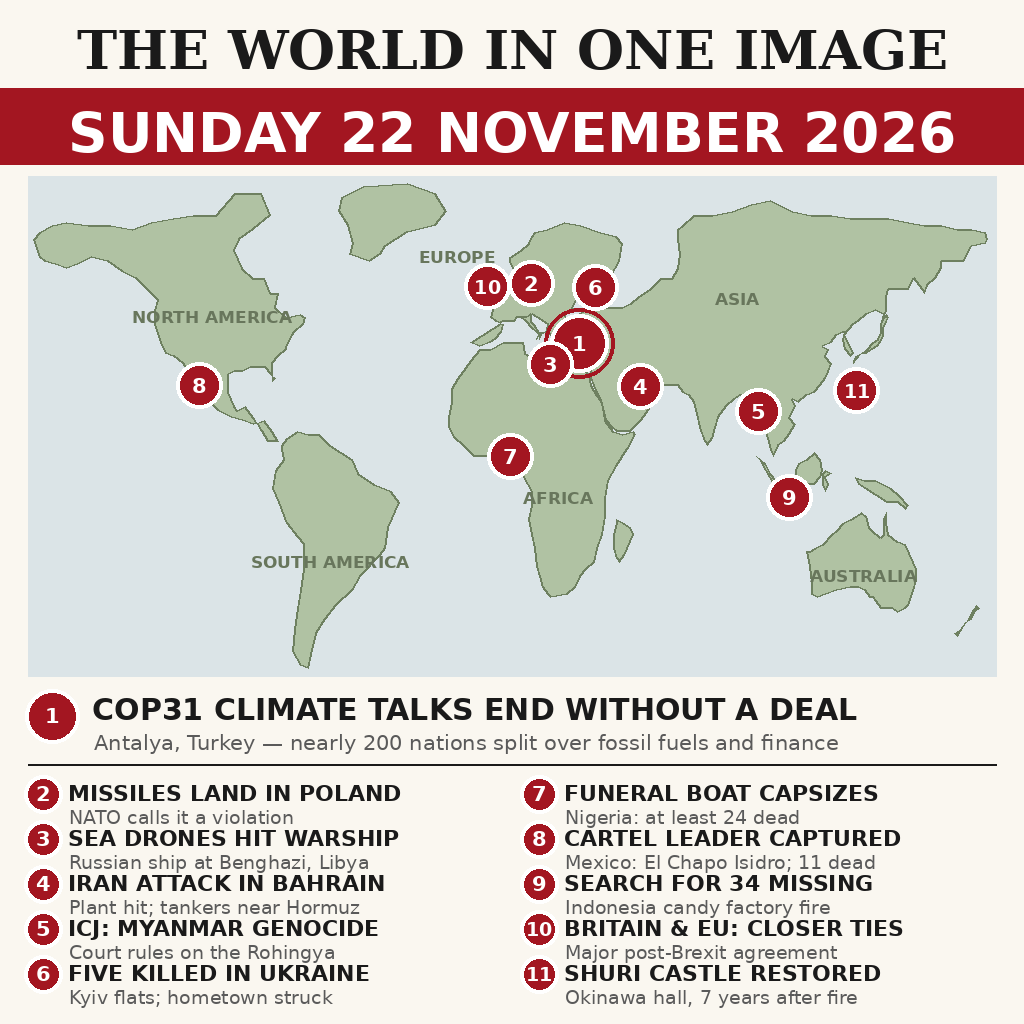 THE WORLD IN ONE IMAGE
SUNDAY 22 NOVEMBER 2026
EUROPE
10
2
6
ASIA
NORTH AMERICA
1
3
8
4
11
5
7
AFRICA
9
SOUTH AMERICA
AUSTRALIA
1 COP31 CLIMATE TALKS END WITHOUT A DEAL
Antalya, Turkey — nearly 200 nations split over fossil fuels and finance
2 MISSILES LAND IN POLAND
NATO calls it a violation
3 SEA DRONES HIT WARSHIP
Russian ship at Benghazi, Libya
4 IRAN ATTACK IN BAHRAIN
Plant hit; tankers near Hormuz
5 ICJ: MYANMAR GENOCIDE
Court rules on the Rohingya
6 FIVE KILLED IN UKRAINE
Kyiv flats; hometown struck
7 FUNERAL BOAT CAPSIZES
Nigeria: at least 24 dead
8 CARTEL LEADER CAPTURED
Mexico: El Chapo Isidro; 11 dead
9 SEARCH FOR 34 MISSING
Indonesia candy factory fire
10 BRITAIN & EU: CLOSER TIES
Major post-Brexit agreement
11 SHURI CASTLE RESTORED
Okinawa hall, 7 years after fire